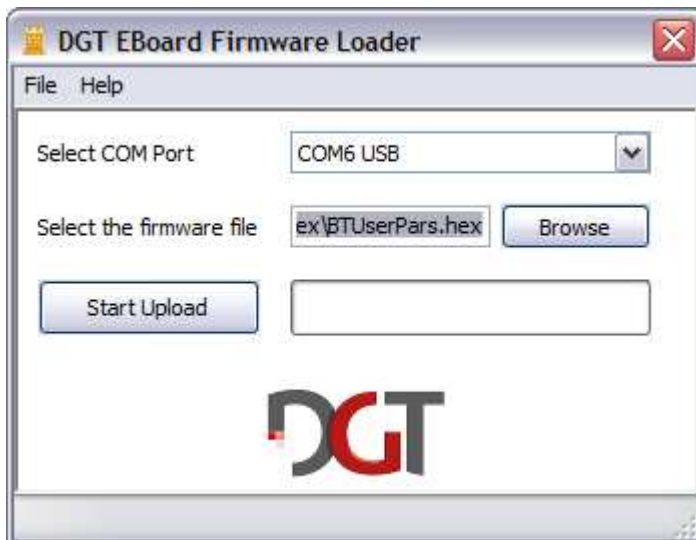 DGT EBoard Firmware Loader
File Help
Select COM Port COM6 USB
Select the firmware file ex\BTUserPars.hex Browse
Start Upload
DGT